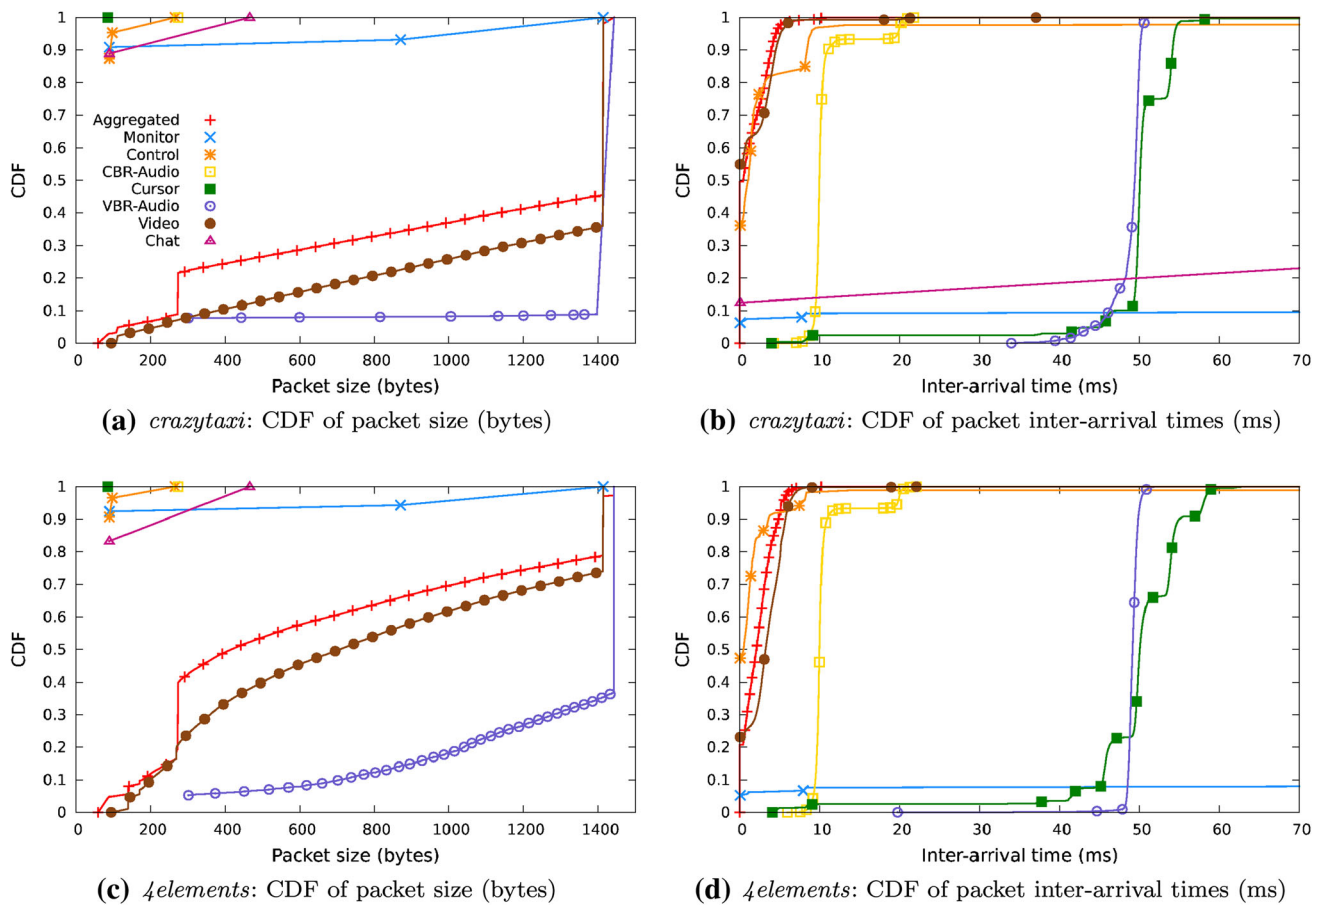 1
0.9
0.8
0.7
0.6
0.5
0.4
0.3
0.2
0.1
0
CDF
Aggregated
Monitor
Control
CBR-Audio
Cursor
VBR-Audio
Video
Chat
0 200 400 600 800 1000 1200 1400
Packet size (bytes)
(a) crazytaxi: CDF of packet size (bytes)
1
0.9
0.8
0.7
0.6
0.5
0.4
0.3
0.2
0.1
0
CDF
0 10 20 30 40 50 60 70
Inter-arrival time (ms)
(b) crazytaxi: CDF of packet inter-arrival times (ms)
1
0.9
0.8
0.7
0.6
0.5
0.4
0.3
0.2
0.1
0
CDF
0 200 400 600 800 1000 1200 1400
Packet size (bytes)
(c) 4elements: CDF of packet size (bytes)
1
0.9
0.8
0.7
0.6
0.5
0.4
0.3
0.2
0.1
0
CDF
0 10 20 30 40 50 60 70
Inter-arrival time (ms)
(d) 4elements: CDF of packet inter-arrival times (ms)